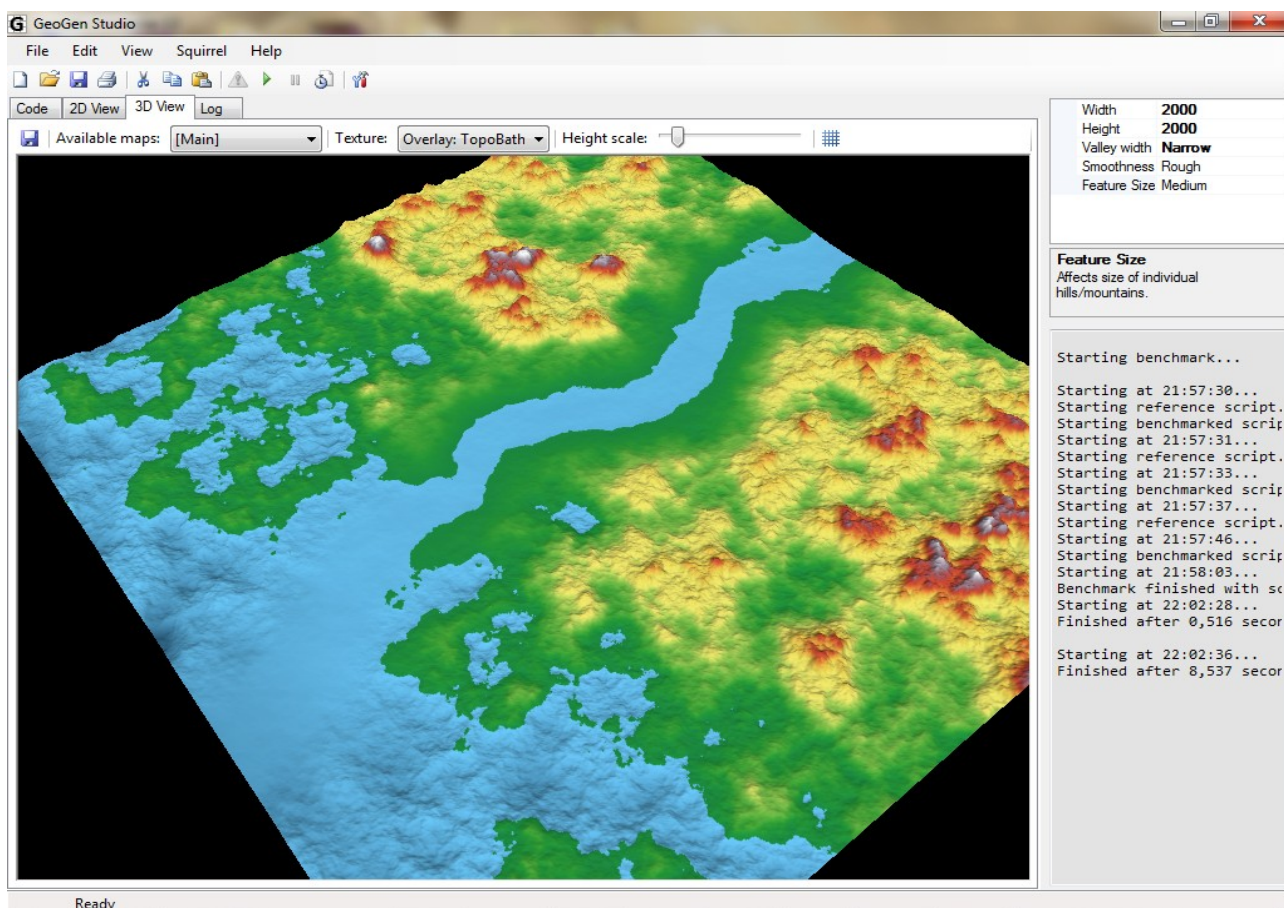 GeoGen Studio
File Edit View Squirrel Help
Code 2D View 3D View Log
Available maps: [Main] Texture: Overlay: TopoBath Height scale:
Width 2000
Height 2000
Valley width Narrow
Smoothness Rough
Feature Size Medium
Feature Size
Affects size of individual
hills/mountains.
Starting benchmark...
Starting at 21:57:30...
Starting reference script.
Starting benchmarked scrip
Starting at 21:57:31...
Starting reference script.
Starting at 21:57:33...
Starting benchmarked scrip
Starting at 21:57:37...
Starting reference script.
Starting at 21:57:46...
Starting benchmarked scrip
Starting at 21:58:03...
Benchmark finished with sc
Starting at 22:02:28...
Finished after 0,516 secon
Starting at 22:02:36...
Finished after 8,537 secon
Ready